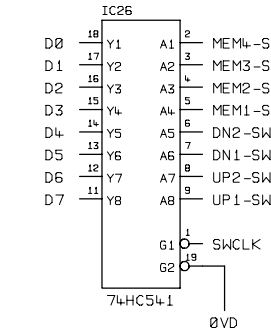 IC26
D0 18 Y1 A1 2 MEM4-S
D1 17 Y2 A2 3 MEM3-S
D2 16 Y3 A3 4 MEM2-S
D3 15 Y4 A4 5 MEM1-S
D4 14 Y5 A5 6 DN2-SW
D5 13 Y6 A6 7 DN1-SW
D6 12 Y7 A7 8 UP2-SW
D7 11 Y8 A8 9 UP1-SW
G1 1 SWCLK
G2 19
74HC541
0VD